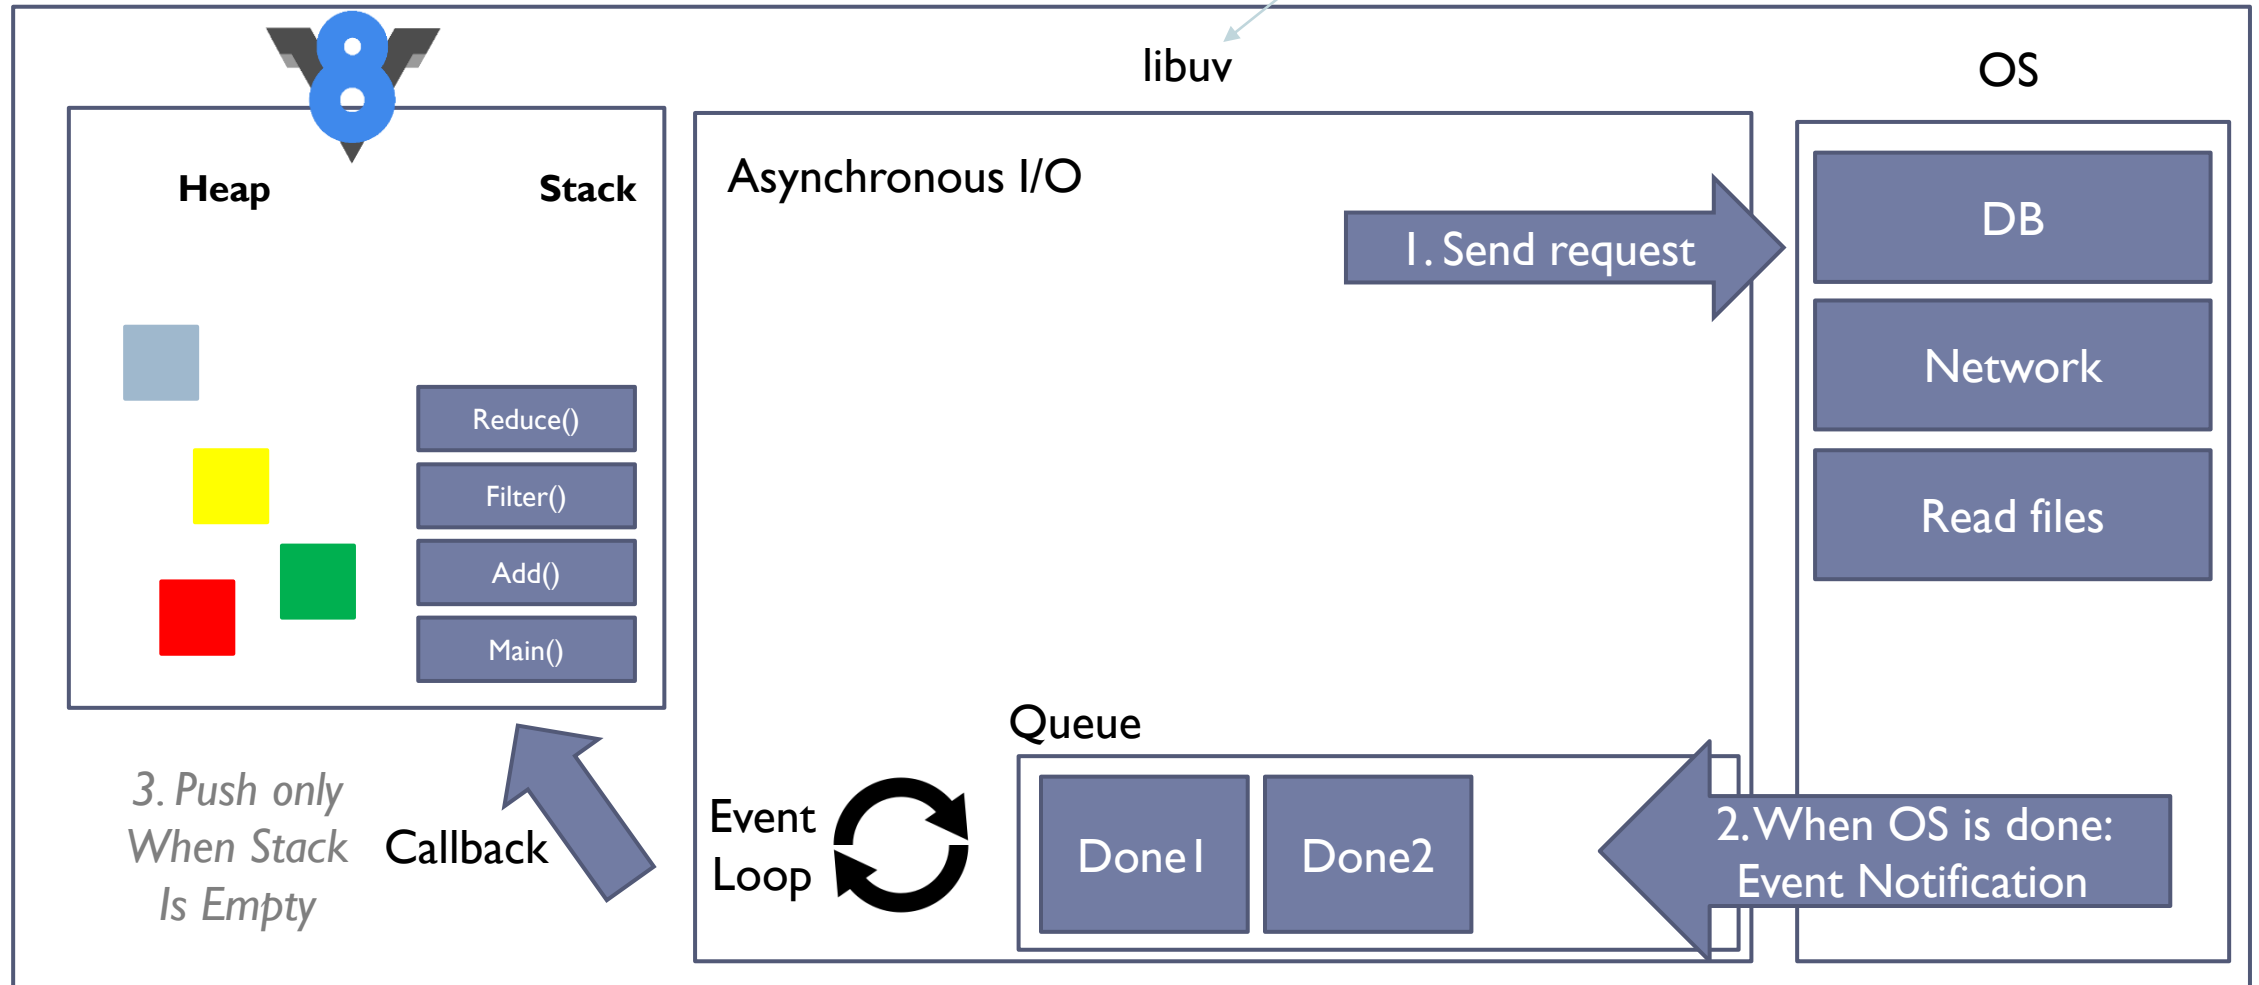 libuv
OS
8
Heap
Stack
Asynchronous I/O
1. Send request
DB
Network
Read files
Reduce()
Filter()
Add()
Main()
Queue
3. Push only
When Stack
Is Empty
Callback
Event
Loop
Done1
Done2
2. When OS is done:
Event Notification